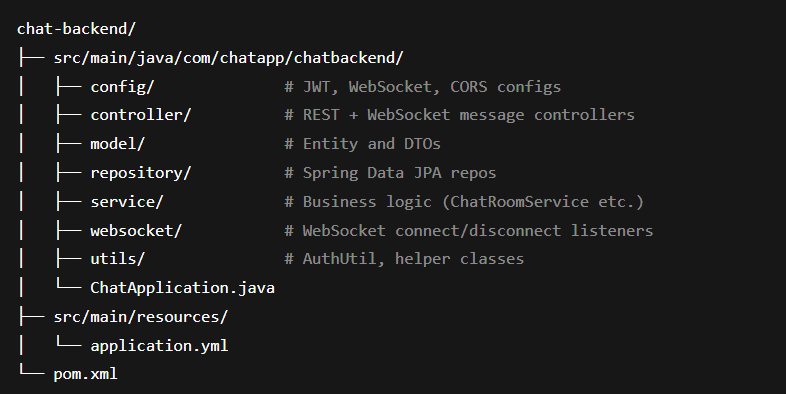 chat-backend/
├── src/main/java/com/chatapp/chatbackend/
│   ├── config/              # JWT, WebSocket, CORS configs
│   ├── controller/          # REST + WebSocket message controllers
│   ├── model/               # Entity and DTOs
│   ├── repository/          # Spring Data JPA repos
│   ├── service/             # Business logic (ChatRoomService etc.)
│   ├── websocket/           # WebSocket connect/disconnect listeners
│   ├── utils/               # AuthUtil, helper classes
│   └── ChatApplication.java
├── src/main/resources/
│   └── application.yml
└── pom.xml